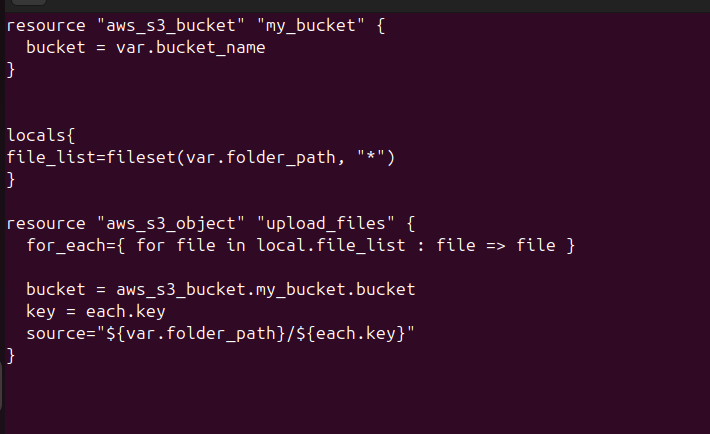 resource "aws_s3_bucket" "my_bucket" {
  bucket = var.bucket_name
}
locals{
file_list=fileset(var.folder_path, "*")
}
resource "aws_s3_object" "upload_files" {
  for_each={ for file in local.file_list : file => file }
  bucket = aws_s3_bucket.my_bucket.bucket
  key = each.key
  source="${var.folder_path}/${each.key}"
}